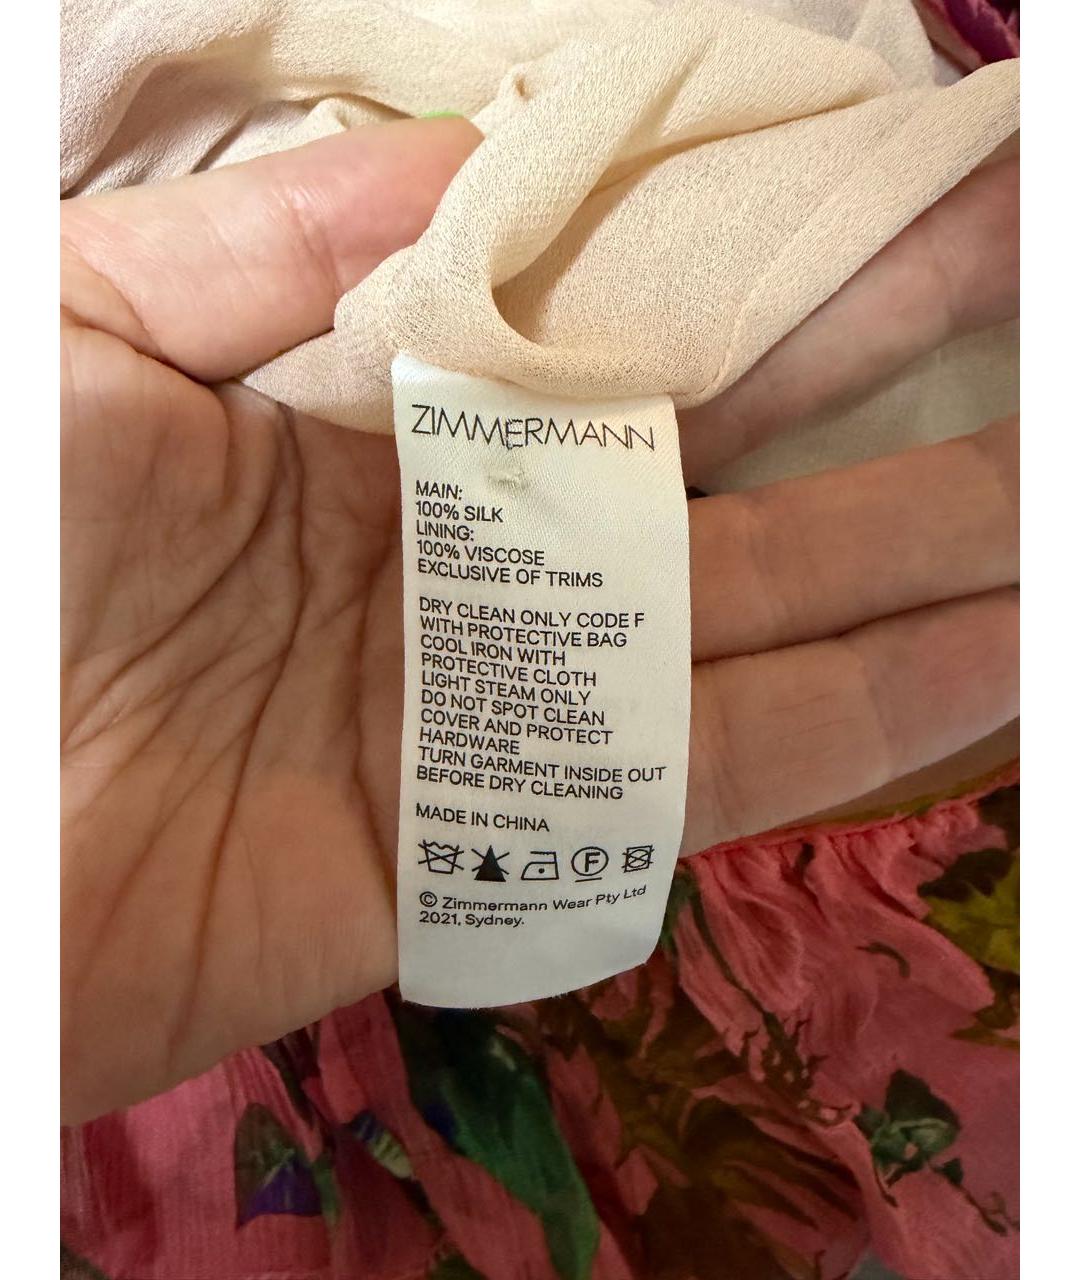 ZIMMERMANN
MAIN:
100% SILK
LINING:
100% VISCOSE
EXCLUSIVE OF TRIMS
DRY CLEAN ONLY CODE F
WITH PROTECTIVE BAG
COOL IRON WITH
PROTECTIVE CLOTH
LIGHT STEAM ONLY
DO NOT SPOT CLEAN
COVER AND PROTECT
HARDWARE
TURN GARMENT INSIDE OUT
BEFORE DRY CLEANING
MADE IN CHINA
F
© Zimmermann Wear Pty Ltd
2021, Sydney.